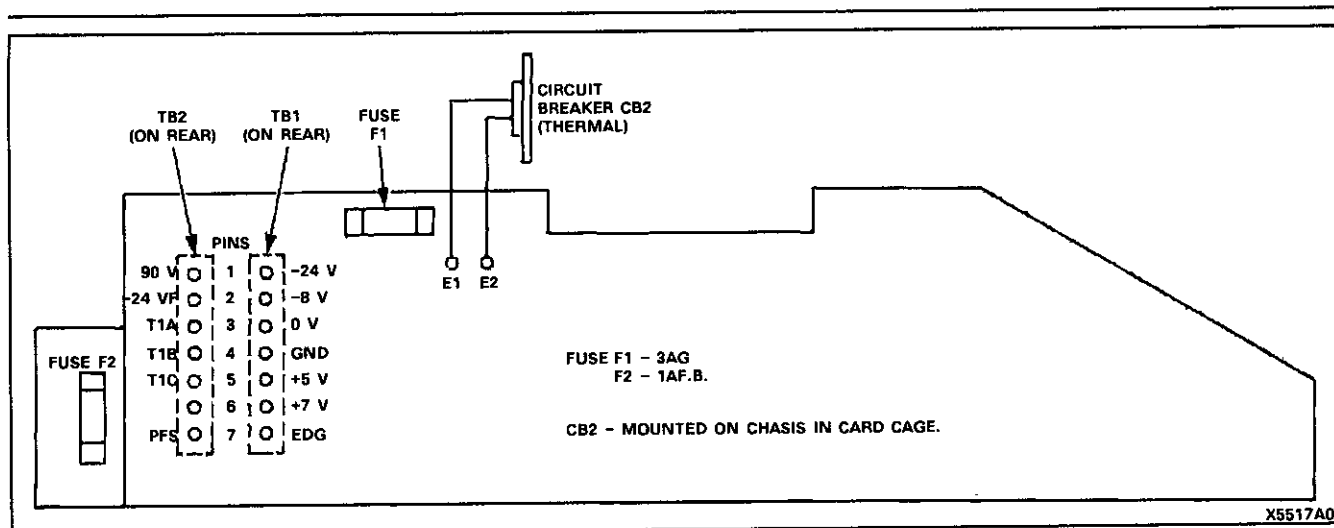 CIRCUIT
BREAKER CB2
(THERMAL)
TB2
(ON REAR)
TB1
(ON REAR)
FUSE
F1
PINS
90 V 1 -24 V
-24 VF 2 -8 V
T1A 3 0 V
T1B 4 GND
T1C 5 +5 V
6 +7 V
PFS 7 EDG
E1 E2
FUSE F2
FUSE F1 - 3AG
F2 - 1AF.B.
CB2 - MOUNTED ON CHASIS IN CARD CAGE.
X5517A0